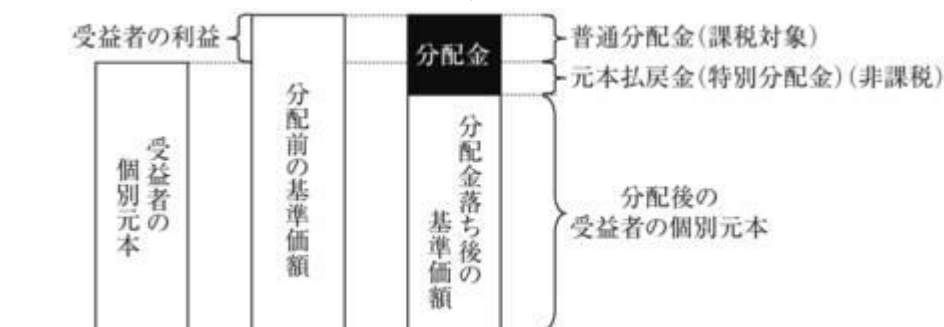 受益者の利益
受益者の
個別元本
分配前の基準価額
分配金
分配金落ち後の
基準価額
普通分配金(課税対象)
元本払戻金(特別分配金)(非課税)
分配後の
受益者の個別元本